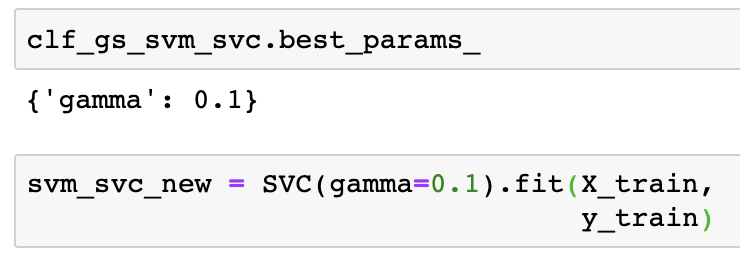 clf_gs_svm_svc.best_params_
{'gamma': 0.1}
svm_svc_new = SVC(gamma=0.1).fit(X_train,
y_train)